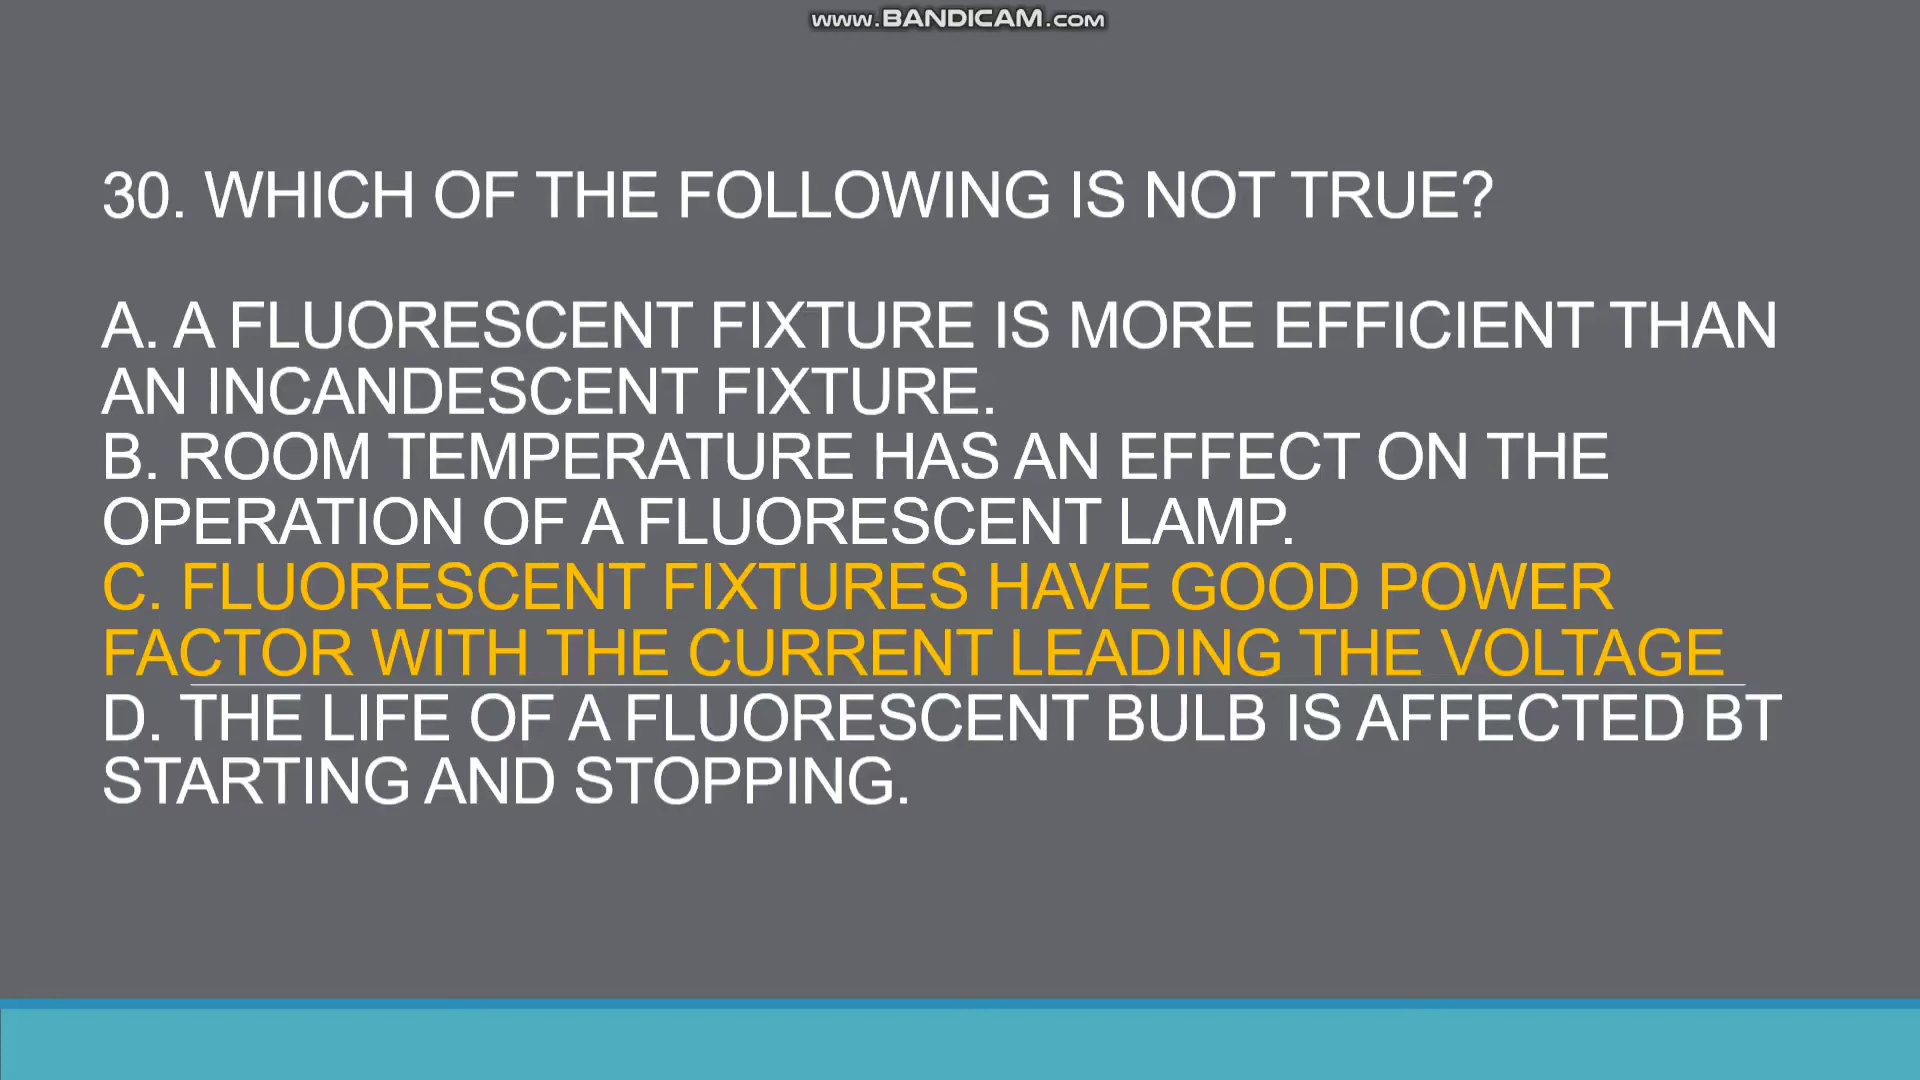 www.BANDICAM.com
30. WHICH OF THE FOLLOWING IS NOT TRUE?
A. A FLUORESCENT FIXTURE IS MORE EFFICIENT THAN
AN INCANDESCENT FIXTURE.
B. ROOM TEMPERATURE HAS AN EFFECT ON THE
OPERATION OF A FLUORESCENT LAMP.
C. FLUORESCENT FIXTURES HAVE GOOD POWER
FACTOR WITH THE CURRENT LEADING THE VOLTAGE
D. THE LIFE OF A FLUORESCENT BULB IS AFFECTED BT
STARTING AND STOPPING.